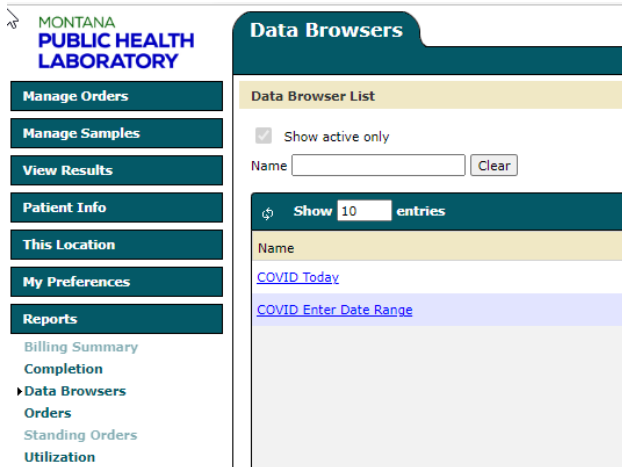 MONTANA
PUBLIC HEALTH
LABORATORY
Manage Orders
Manage Samples
View Results
Patient Info
This Location
My Preferences
Reports
Billing Summary
Completion
Data Browsers
Orders
Standing Orders
Utilization
Data Browsers
Data Browser List
Show active only
Name Clear
Show 10 entries
Name
COVID Today
COVID Enter Date Range